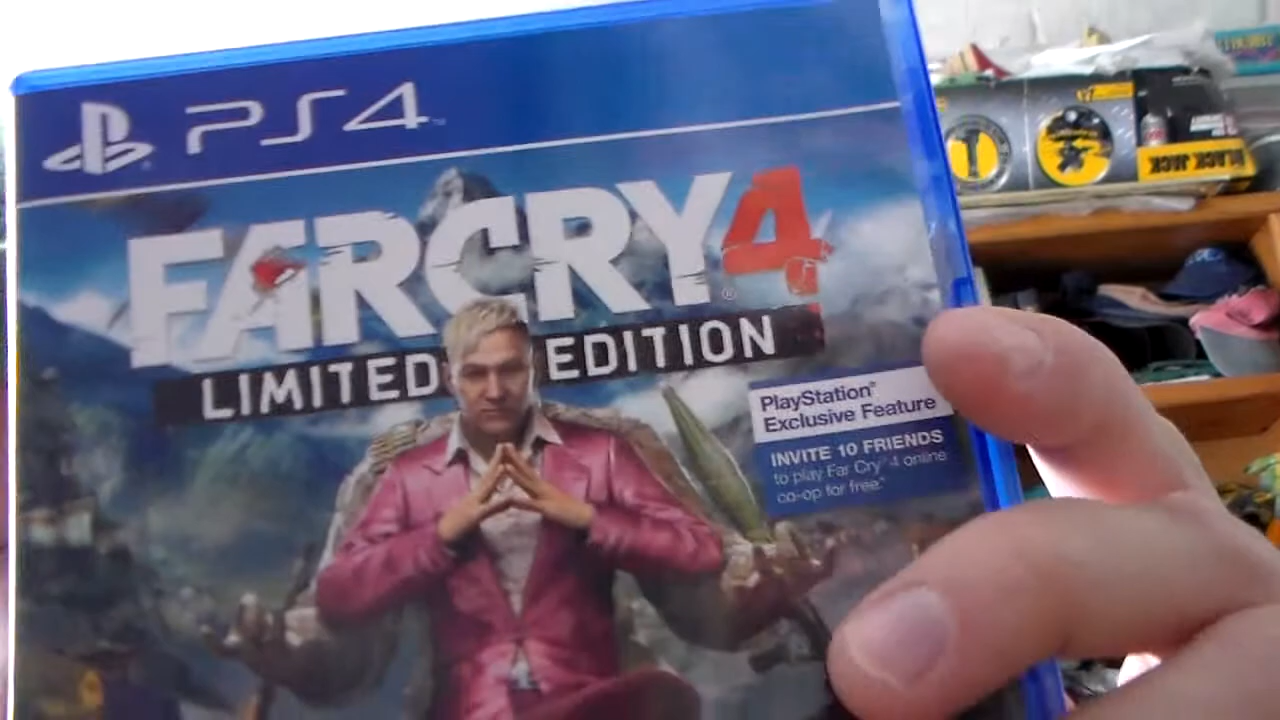 PS4
FARCRY4
LIMITED EDITION
PlayStation®
Exclusive Feature
INVITE 10 FRIENDS
to play Far Cry® 4 online
co-op for free.*
BLACK JACK